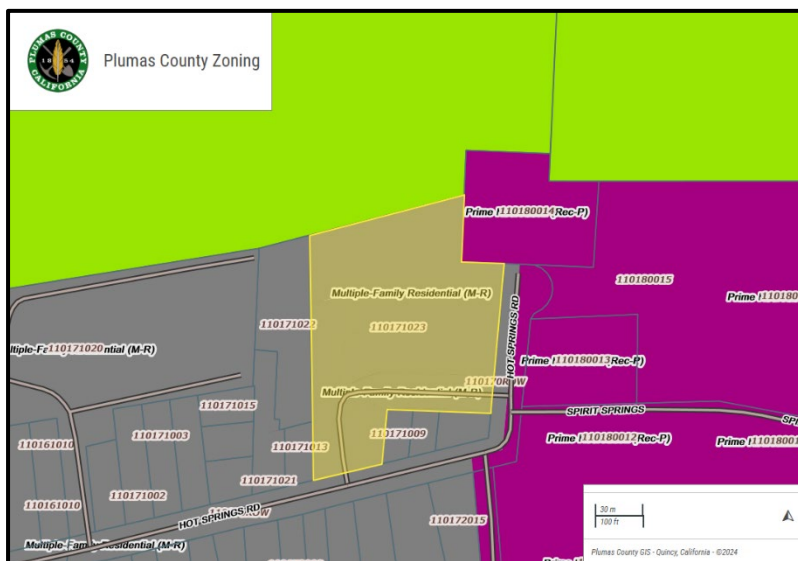 PLUMAS COUNTY
1854
CALIFORNIA
Plumas County Zoning
Prime
110180014
Rec-P)
110180015
Prime
Multiple-Family Residential (M-R)
110171022
110171023
HOT SPRINGS RD
110171020
ntial (M-R)
Prime
110180013
Rec-P)
Multiple-Family Residential (M-R)
110171015
SPIRIT SPRINGS
110161010
110171003
110171013
110171009
Prime
110180012
Rec-P)
Prime
110161010
110171002
110171021
HOT SPRINGS RD
110172015
Multiple-Family Residential (M-R)
30 m
100 ft
Plumas County GIS - Quincy, California - ©2024